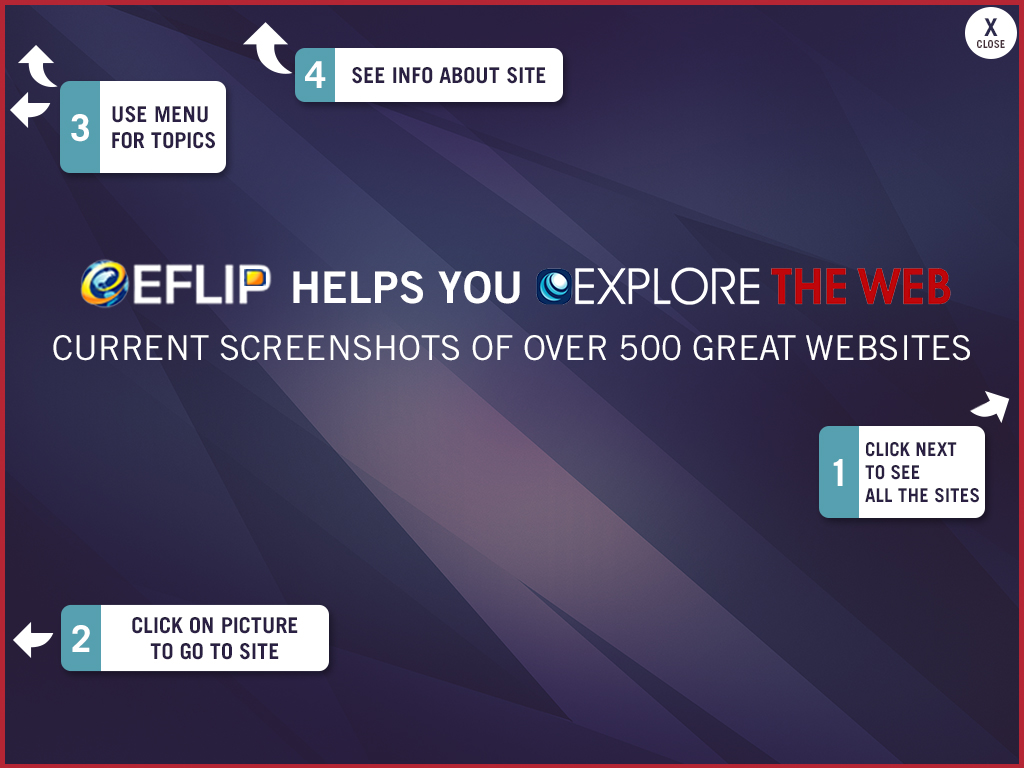 X
CLOSE
4 SEE INFO ABOUT SITE
3 USE MENU
FOR TOPICS
EFLIP HELPS YOU EXPLORE THE WEB
CURRENT SCREENSHOTS OF OVER 500 GREAT WEBSITES
1 CLICK NEXT
TO SEE
ALL THE SITES
2 CLICK ON PICTURE
TO GO TO SITE